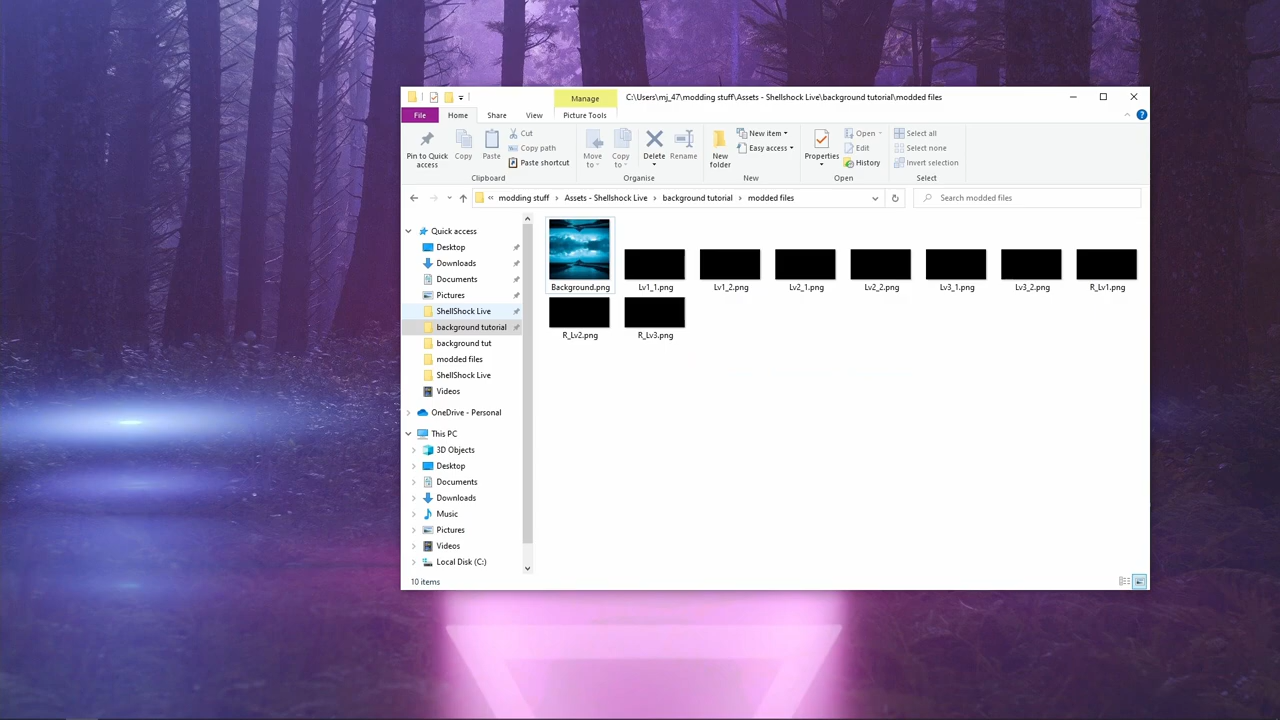 Manage
C:\Users\mj_47\modding stuff\Assets - Shellshock Live\background tutorial\modded files
File
Home
Share
View
Picture Tools
Pin to Quick access
Copy
Paste
Cut
Copy path
Paste shortcut
Clipboard
Move to
Copy to
Delete
Rename
Organise
New folder
New item
Easy access
New
Properties
Open
Edit
History
Open
Select all
Select none
Invert selection
Select
« modding stuff > Assets - Shellshock Live > background tutorial > modded files
Search modded files
Quick access
Desktop
Downloads
Documents
Pictures
ShellShock Live
background tutorial
background tut
modded files
ShellShock Live
Videos
OneDrive - Personal
This PC
3D Objects
Desktop
Documents
Downloads
Music
Pictures
Videos
Local Disk (C:)
Background.png
Lv1_1.png
Lv1_2.png
Lv2_1.png
Lv2_2.png
Lv3_1.png
Lv3_2.png
R_Lv1.png
R_Lv2.png
R_Lv3.png
10 items